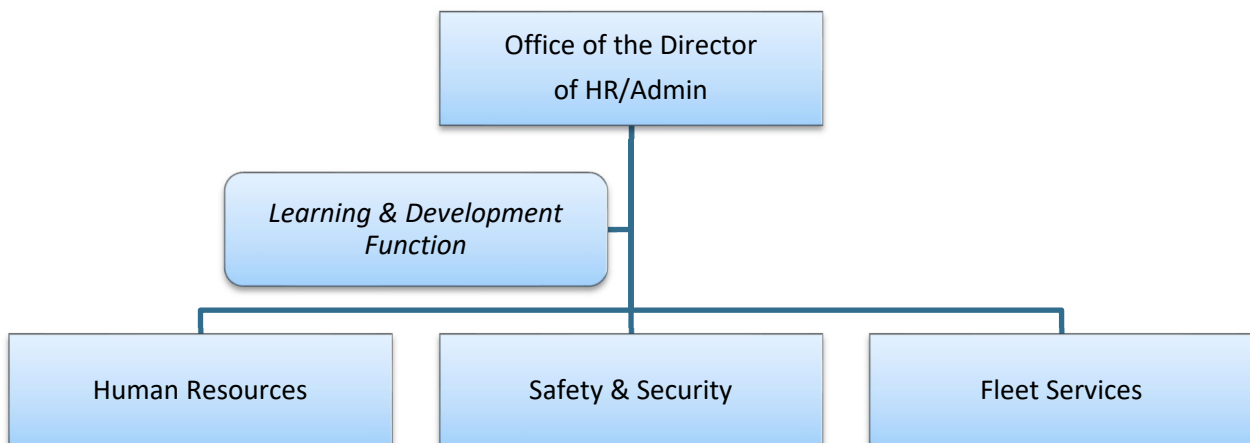 Office of the Director
of HR/Admin
Learning & Development
Function
Human Resources
Safety & Security
Fleet Services